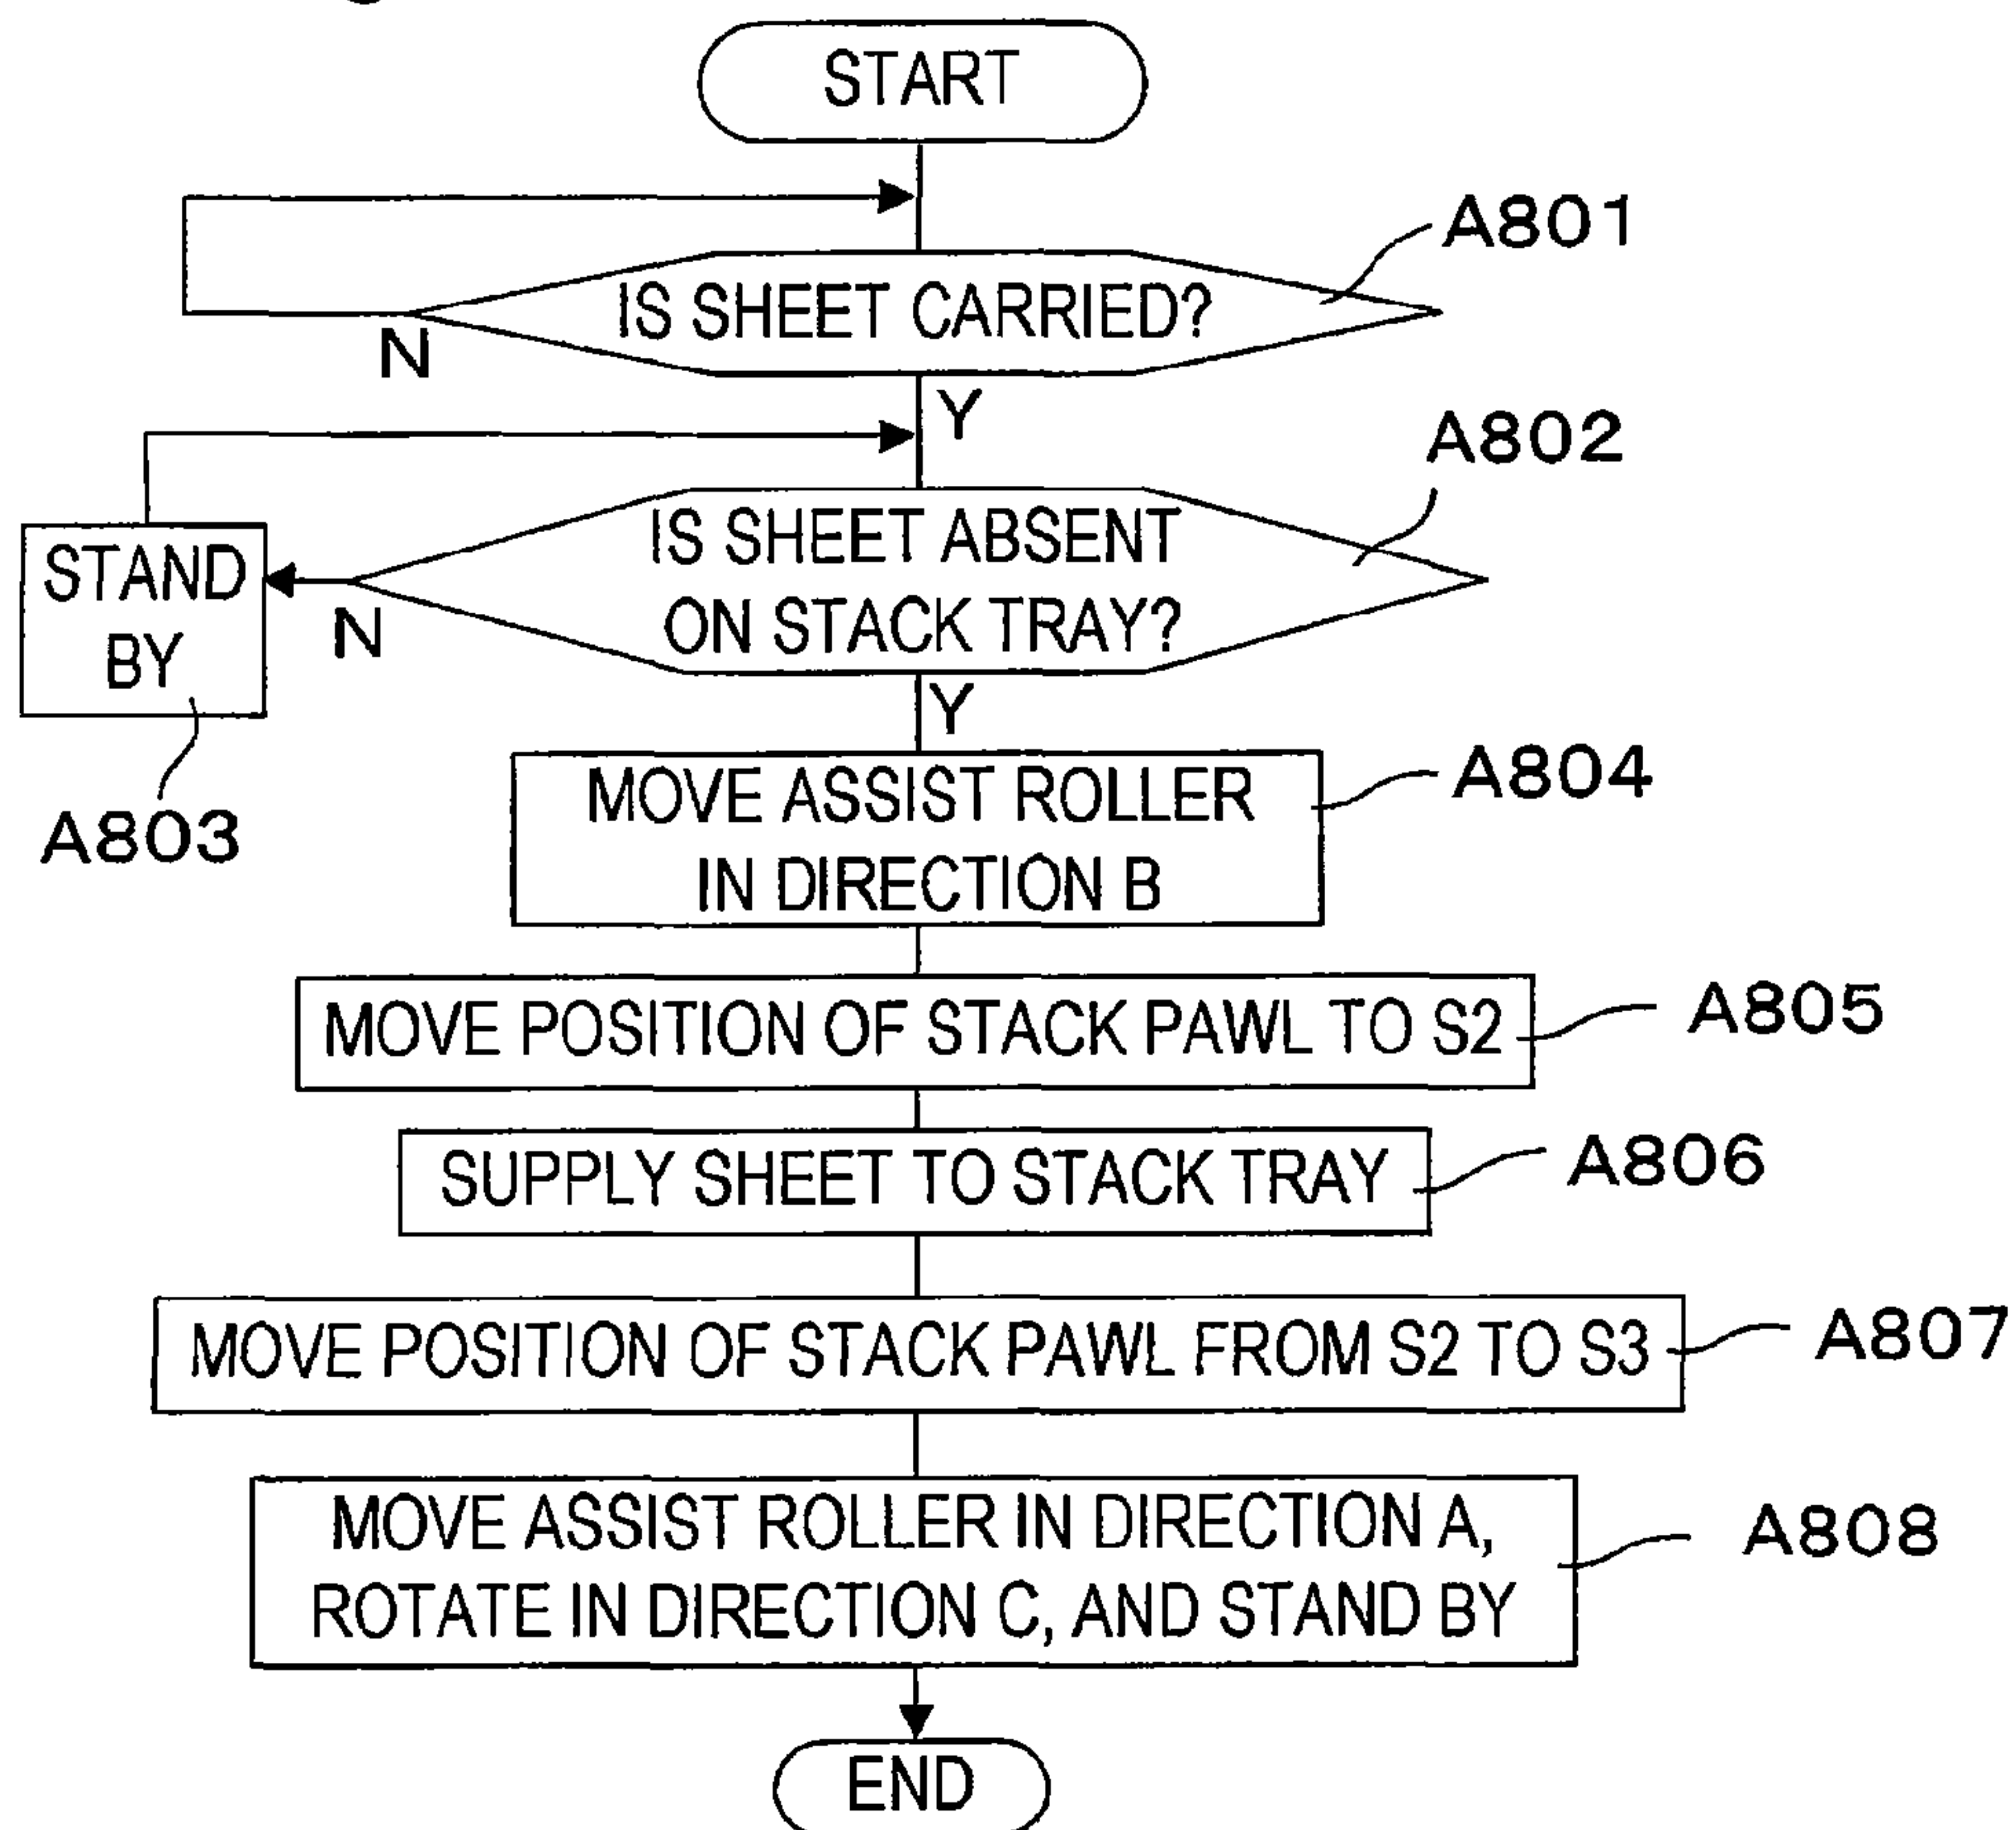 START
A801
IS SHEET CARRIED?
N
Y
A802
IS SHEET ABSENT
ON STACK TRAY?
N
STAND
BY
A803
Y
MOVE ASSIST ROLLER
IN DIRECTION B
A804
MOVE POSITION OF STACK PAWL TO S2
A805
SUPPLY SHEET TO STACK TRAY
A806
MOVE POSITION OF STACK PAWL FROM S2 TO S3
A807
MOVE ASSIST ROLLER IN DIRECTION A,
ROTATE IN DIRECTION C, AND STAND BY
A808
END